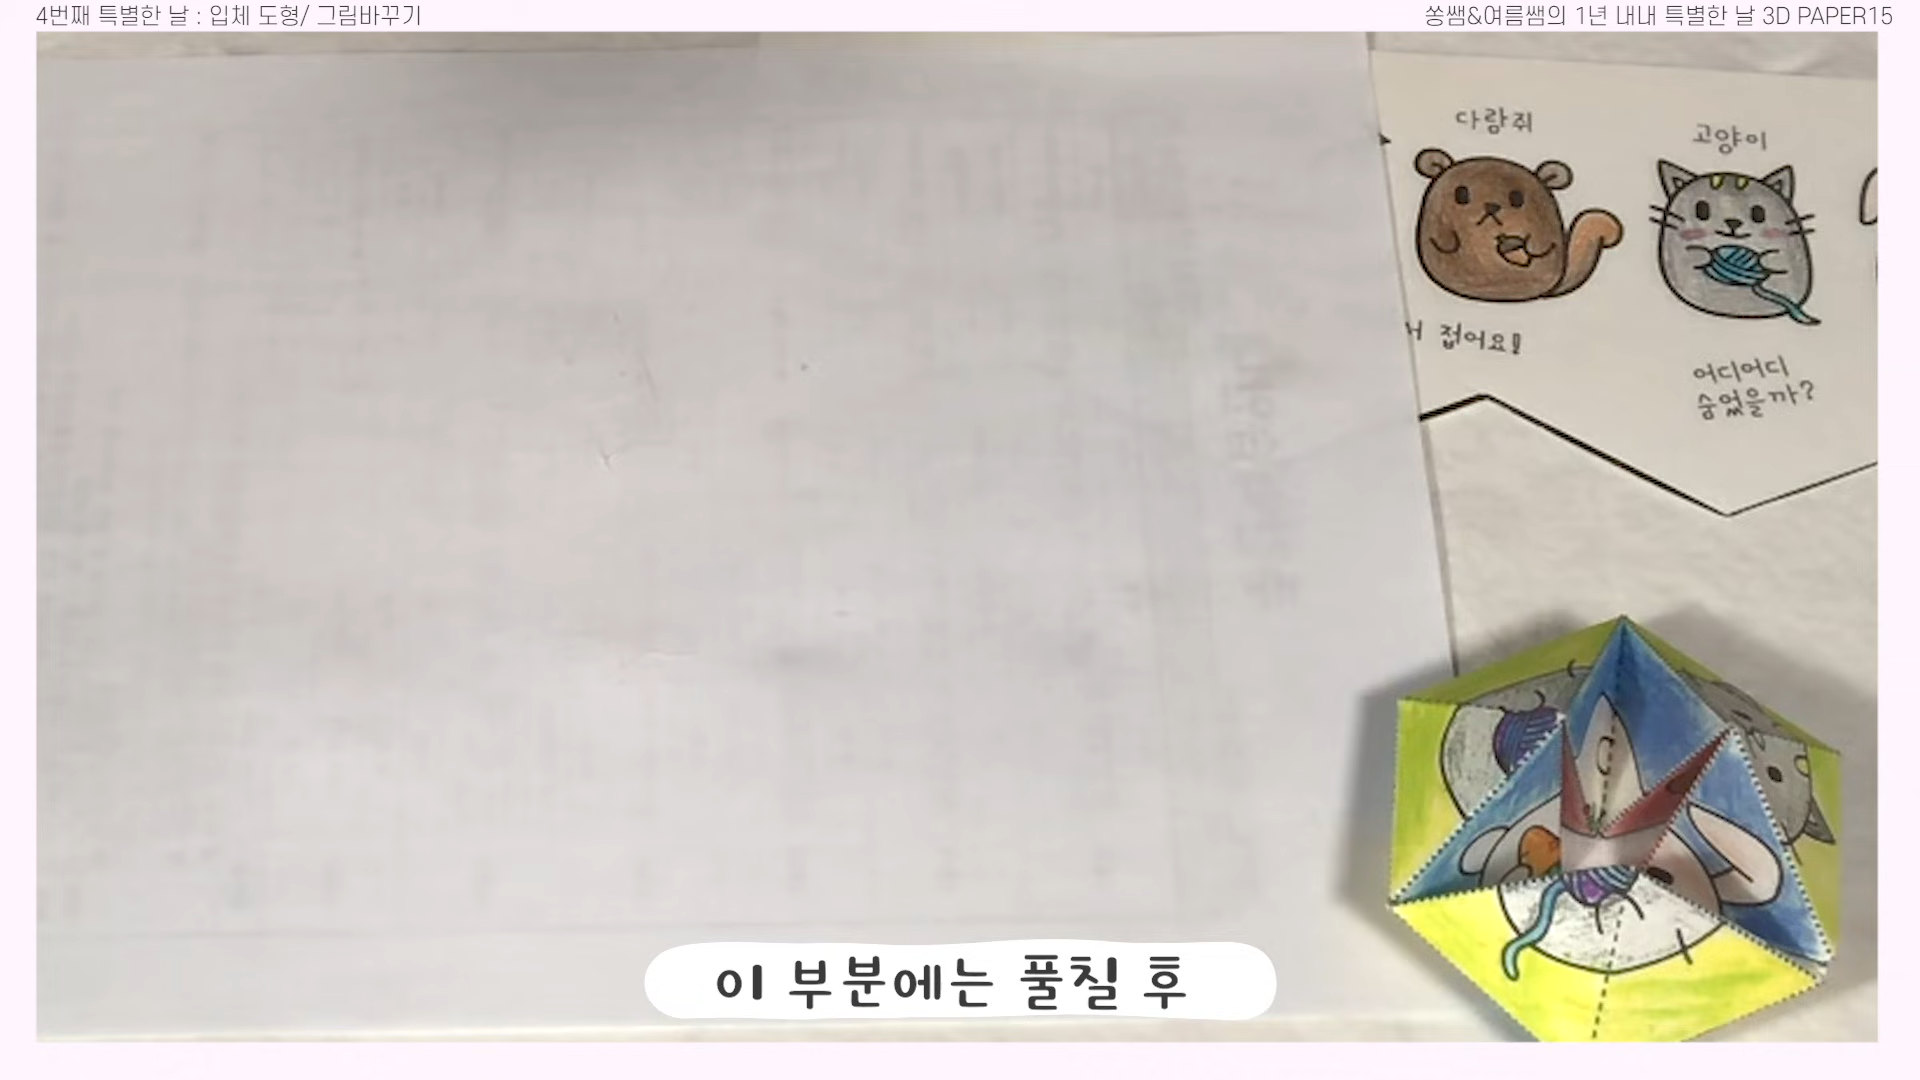 4번째 특별한 날 : 입체 도형/ 그림바꾸기
쏭쌤&여름쌤의 1년 내내 특별한 날 3D PAPER15
다람쥐
고양이
접어요!
어디어디
숨었을까?
이 부분에는 풀칠 후